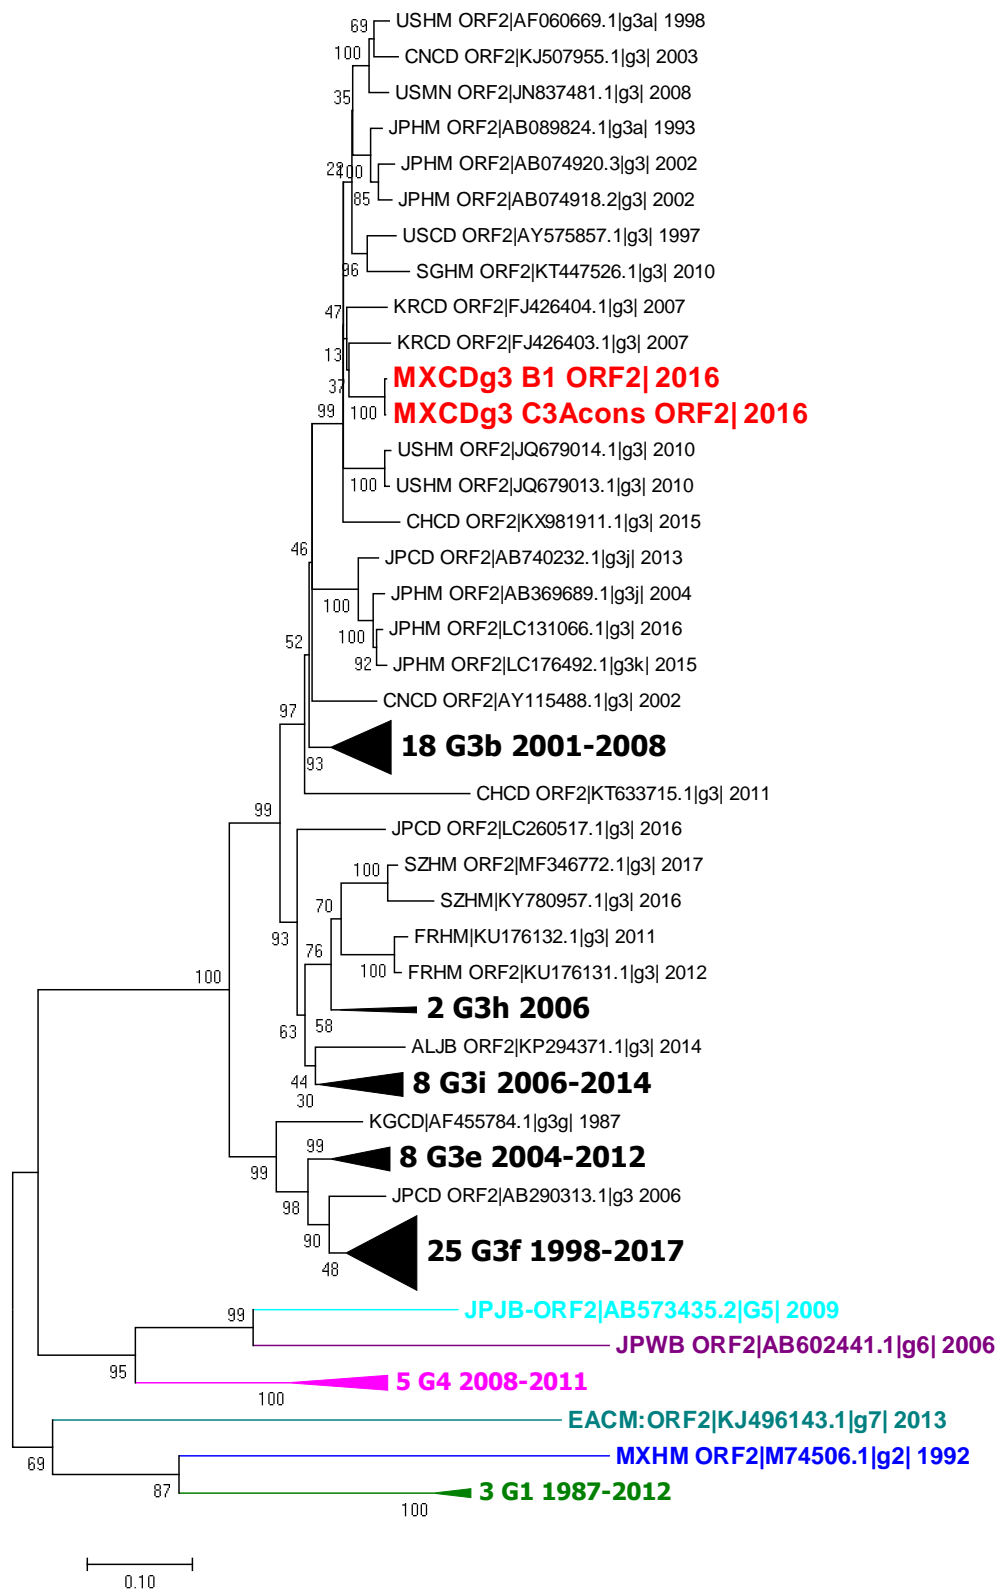 69
USHM ORF2|AF060669.1|g3a| 1998
100
CNCD ORF2|KJ507955.1|g3| 2003
USMN ORF2|JN837481.1|g3| 2008
35
JPHM ORF2|AB089824.1|g3a| 1993
JPHM ORF2|AB074920.3|g3| 2002
100
85
JPHM ORF2|AB074918.2|g3| 2002
USCD ORF2|AY575857.1|g3| 1997
96
SGHM ORF2|KT447526.1|g3| 2010
47
KRCD ORF2|FJ426404.1|g3| 2007
KRCD ORF2|FJ426403.1|g3| 2007
13
37
MXCDg3 B1 ORF2| 2016
99
100
MXCDg3 C3Acons ORF2| 2016
USHM ORF2|JQ679014.1|g3| 2010
100
USHM ORF2|JQ679013.1|g3| 2010
CHCD ORF2|KX981911.1|g3| 2015
46
JPCD ORF2|AB740232.1|g3j| 2013
100
JPHM ORF2|AB369689.1|g3j| 2004
100
JPHM ORF2|LC131066.1|g3| 2016
52
92
JPHM ORF2|LC176492.1|g3k| 2015
CNCD ORF2|AY115488.1|g3| 2002
97
18 G3b 2001-2008
93
CHCD ORF2|KT633715.1|g3| 2011
99
JPCD ORF2|LC260517.1|g3| 2016
100
SZHM ORF2|MF346772.1|g3| 2017
SZHM|KY780957.1|g3| 2016
70
93
FRHM|KU176132.1|g3| 2011
76
100
FRHM ORF2|KU176131.1|g3| 2012
100
2 G3h 2006
63
58
ALJB ORF2|KP294371.1|g3| 2014
44
8 G3i 2006-2014
30
KGCD|AF455784.1|g3g| 1987
99
8 G3e 2004-2012
99
JPCD ORF2|AB290313.1|g3 2006
98
90
25 G3f 1998-2017
48
99
JPJB-ORF2|AB573435.2|G5| 2009
JPWB ORF2|AB602441.1|g6| 2006
95
5 G4 2008-2011
100
EACM:ORF2|KJ496143.1|g7| 2013
69
MXHM ORF2|M74506.1|g2| 1992
87
3 G1 1987-2012
100
0.10